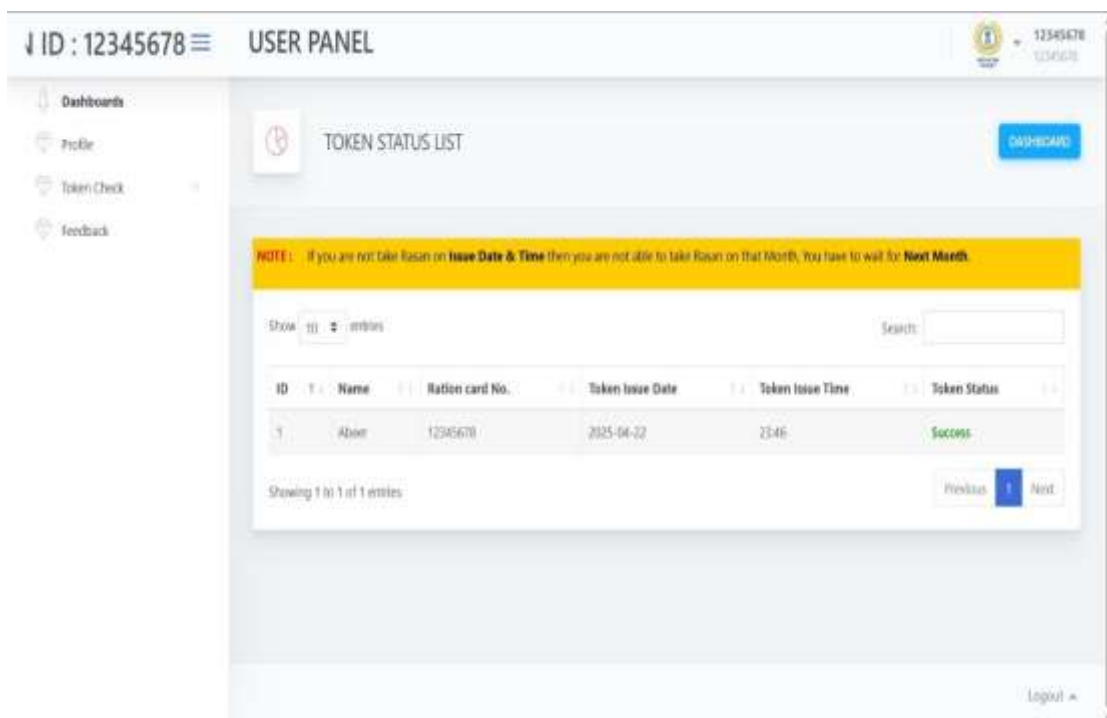 ID : 12345678
USER PANEL
12345678
12345678
Dashboards
Profile
Token Check
Feedback
TOKEN STATUS LIST
DASHBOARD
NOTE : If you are not take Rasan on Issue Date & Time then you are not able to take Rasan on that Month, You have to wait for Next Month.
Show 10 entries
Search:
ID Name Ration card No. Token Issue Date Token Issue Time Token Status
1 12345678 2025-04-22 23:46 Success
Showing 1 to 1 of 1 entries
Previous 1 Next
Logout